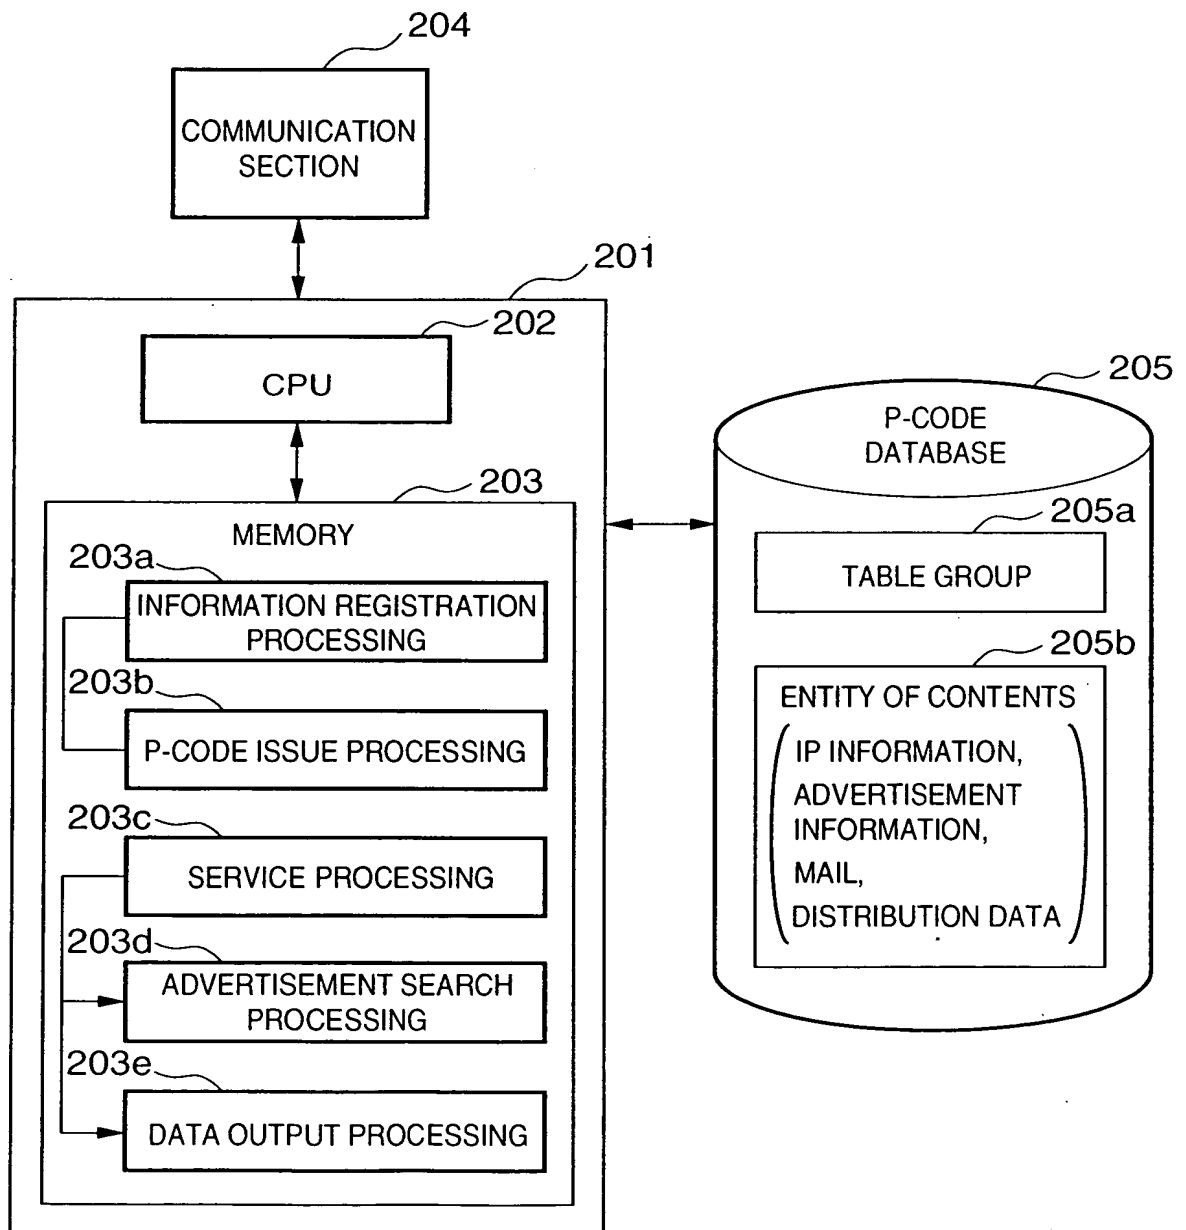 204
COMMUNICATION
SECTION
201
202
CPU
203
MEMORY
203a
INFORMATION REGISTRATION
PROCESSING
203b
P-CODE ISSUE PROCESSING
203c
SERVICE PROCESSING
203d
ADVERTISEMENT SEARCH
PROCESSING
203e
DATA OUTPUT PROCESSING
205
P-CODE
DATABASE
205a
TABLE GROUP
205b
ENTITY OF CONTENTS
IP INFORMATION,
ADVERTISEMENT
INFORMATION,
MAIL,
DISTRIBUTION DATA